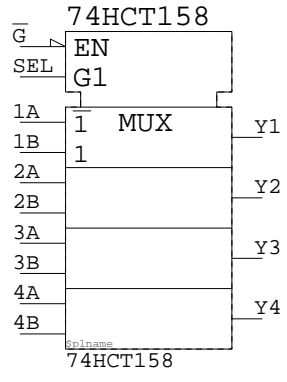 74HCT158
G̅
EN
SEL
G1
1A
1̅
MUX
Y1
1B
1
2A
Y2
2B
3A
Y3
3B
4A
Y4
4B
$plname
74HCT158